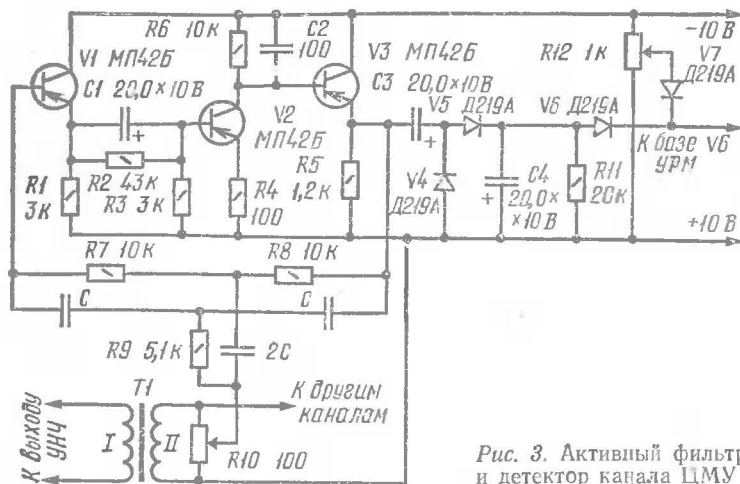 R6 10к
C2
100
V1 МП42Б
V3 МП42Б
C1 20,0×10В
C3 20,0×10В
R12 1к
−10 В
V7
Д219А
V2
МП42Б
V5 Д219А
V6 Д219А
К базе V6
УРМ
R1
3к
R2 43к
R3 3к
R4
100
R5
1,2к
V4
Д219А
C4
20,0×
×10В
R11
20к
+10 В
R7 10к
R8 10к
C
C
R9 5,1к
2C
T1
К выходу
УНЧ
I
II
К другим
каналам
R10 100
Рис. 3. Активный фильтр
и детектор канала ЦМУ